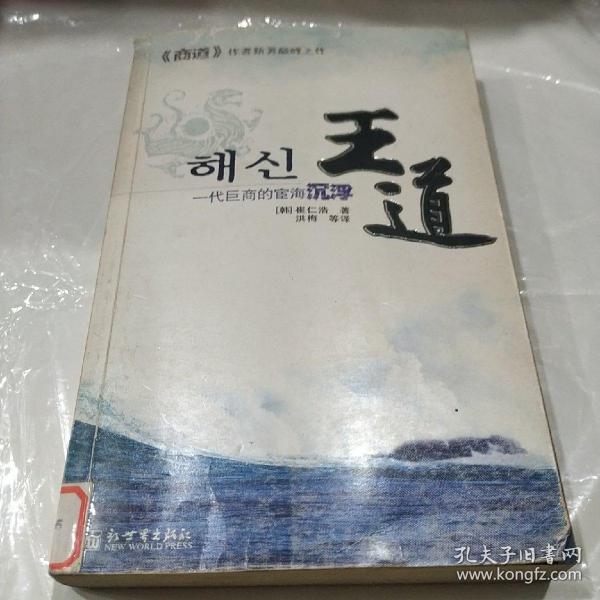 《商道》作者新著巅峰之作
해신
王道
一代巨商的宦海沉浮
[韩]崔仁浩 著
洪梅 等译
新世界出版社
NEW WORLD PRESS
孔夫子旧书网
www.kongfz.com